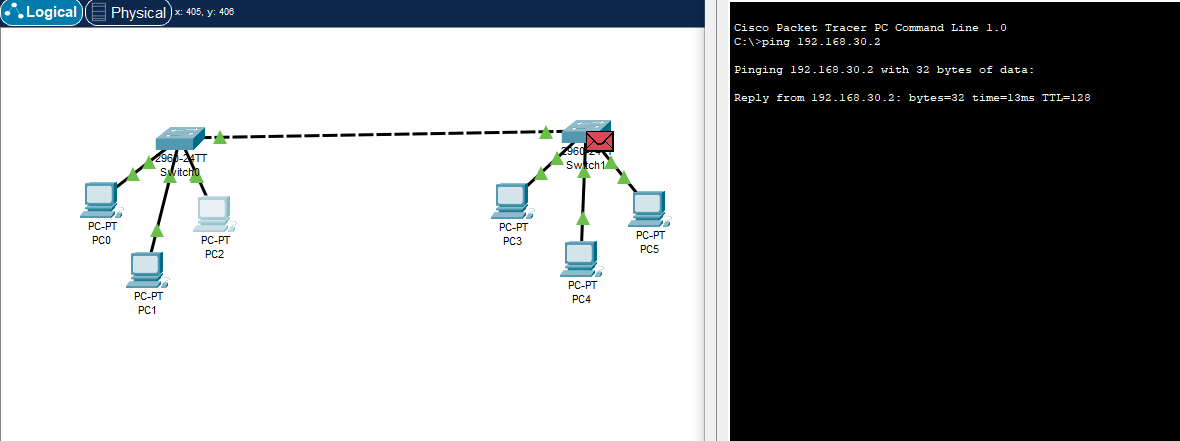 Logical
Physical
x: 405, y: 406
2960-24TT
Switch0
Switch1
PC-PT
PC0
PC-PT
PC2
PC-PT
PC1
PC-PT
PC3
PC-PT
PC5
PC-PT
PC4
Cisco Packet Tracer PC Command Line 1.0
C:\>ping 192.168.30.2
Pinging 192.168.30.2 with 32 bytes of data:
Reply from 192.168.30.2: bytes=32 time=13ms TTL=128